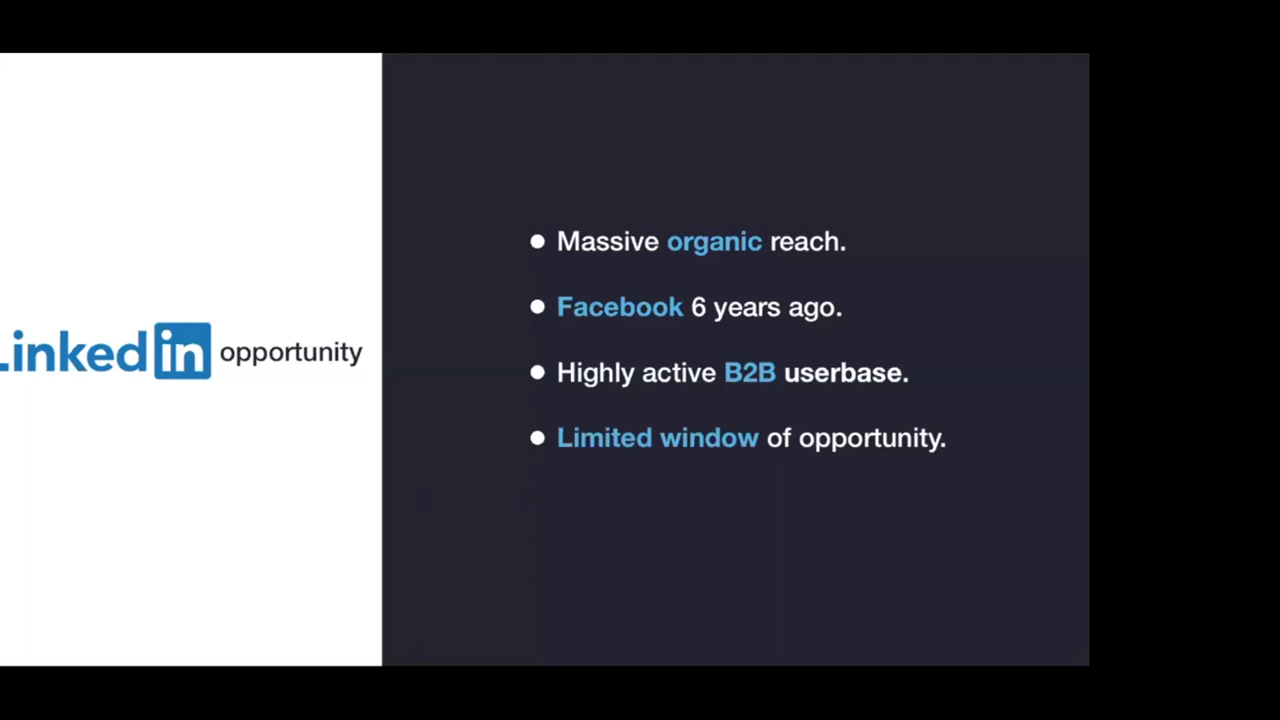 Linkedin opportunity
Massive organic reach.
Facebook 6 years ago.
Highly active B2B userbase.
Limited window of opportunity.